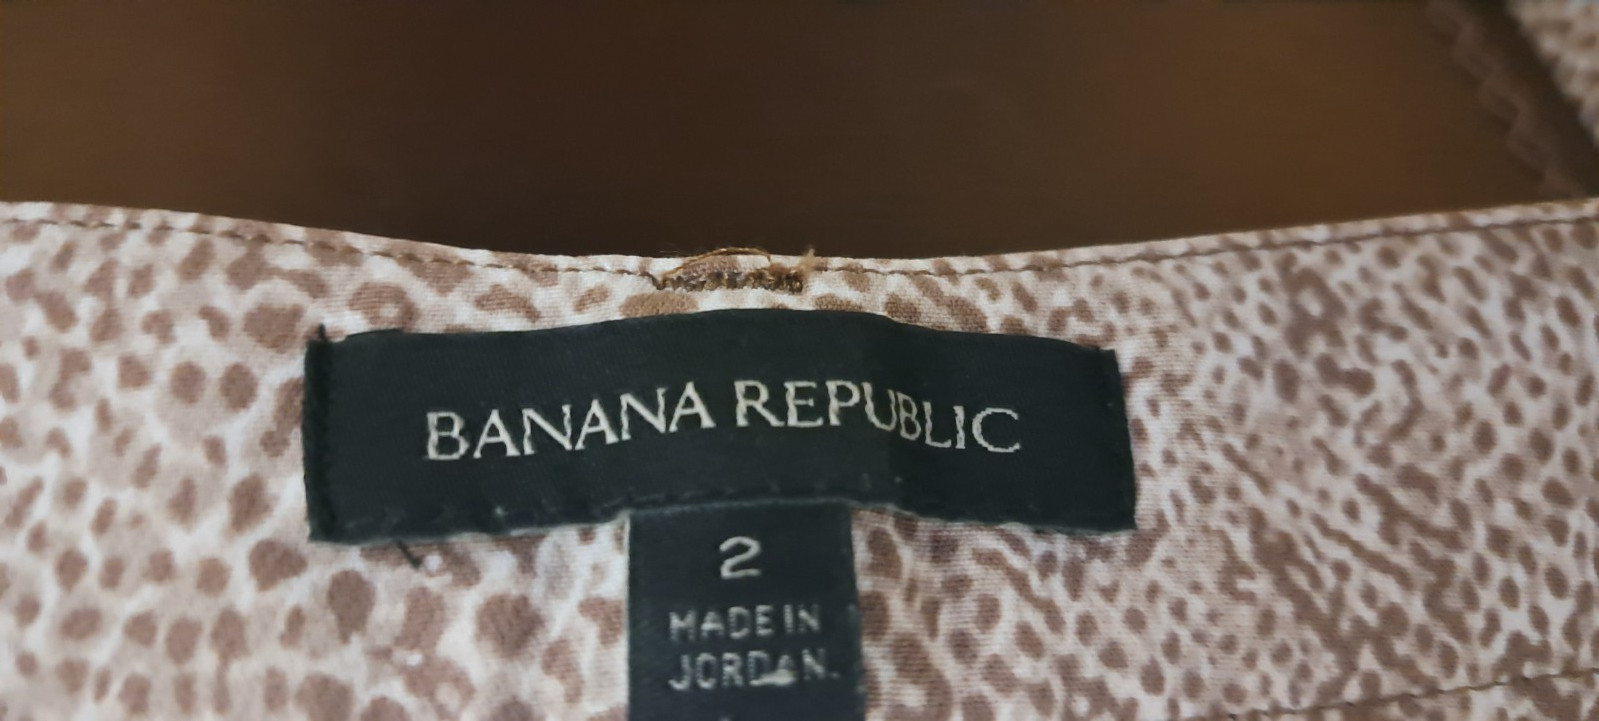 BANANA REPUBLIC
2
MADE IN
JORDAN.